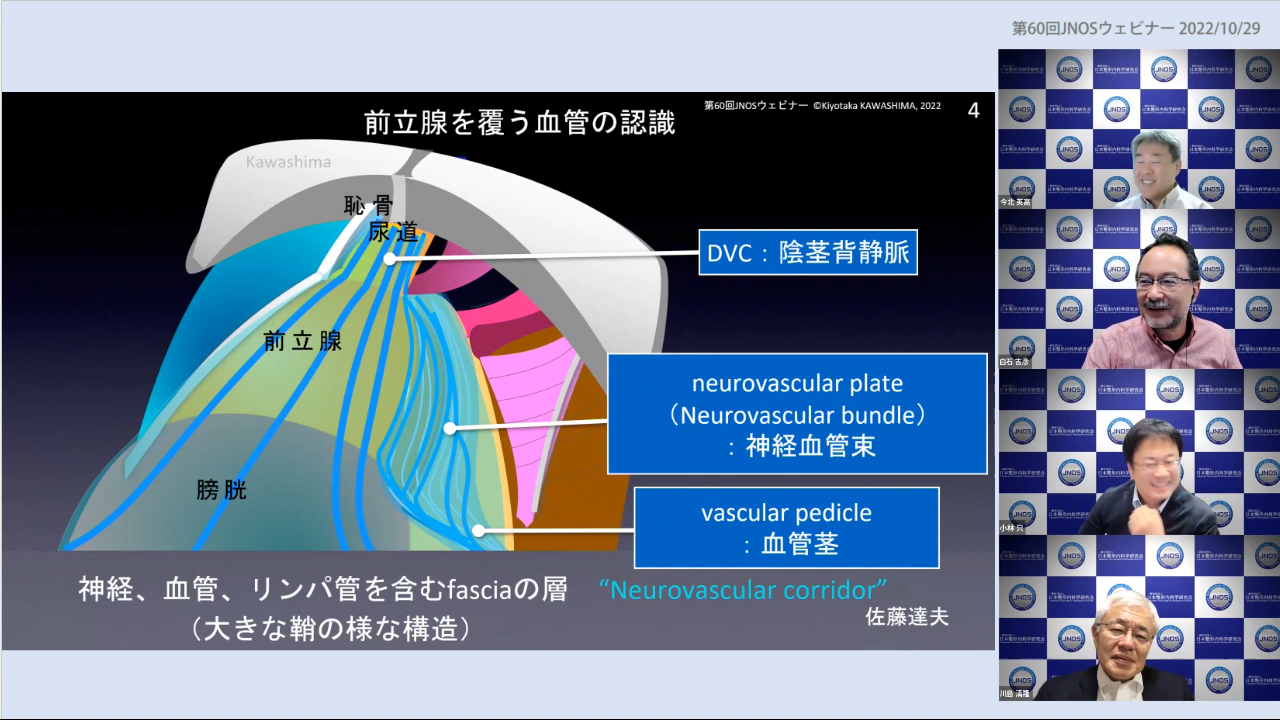 第60回JNOSウェビナー 2022/10/29
第60回JNOSウェビナー ©Kiyotaka KAWASHIMA, 2022
4
前立腺を覆う血管の認識
Kawashima
恥骨
尿道
DVC：陰茎背静脈
前立腺
neurovascular plate
（Neurovascular bundle）
：神経血管束
膀胱
vascular pedicle
：血管茎
神経、血管、リンパ管を含むfasciaの層
（大きな鞘の様な構造）
“Neurovascular corridor”
佐藤達夫
JNOS
今北 英高
白石 吉彦
小林 只
川島 清隆